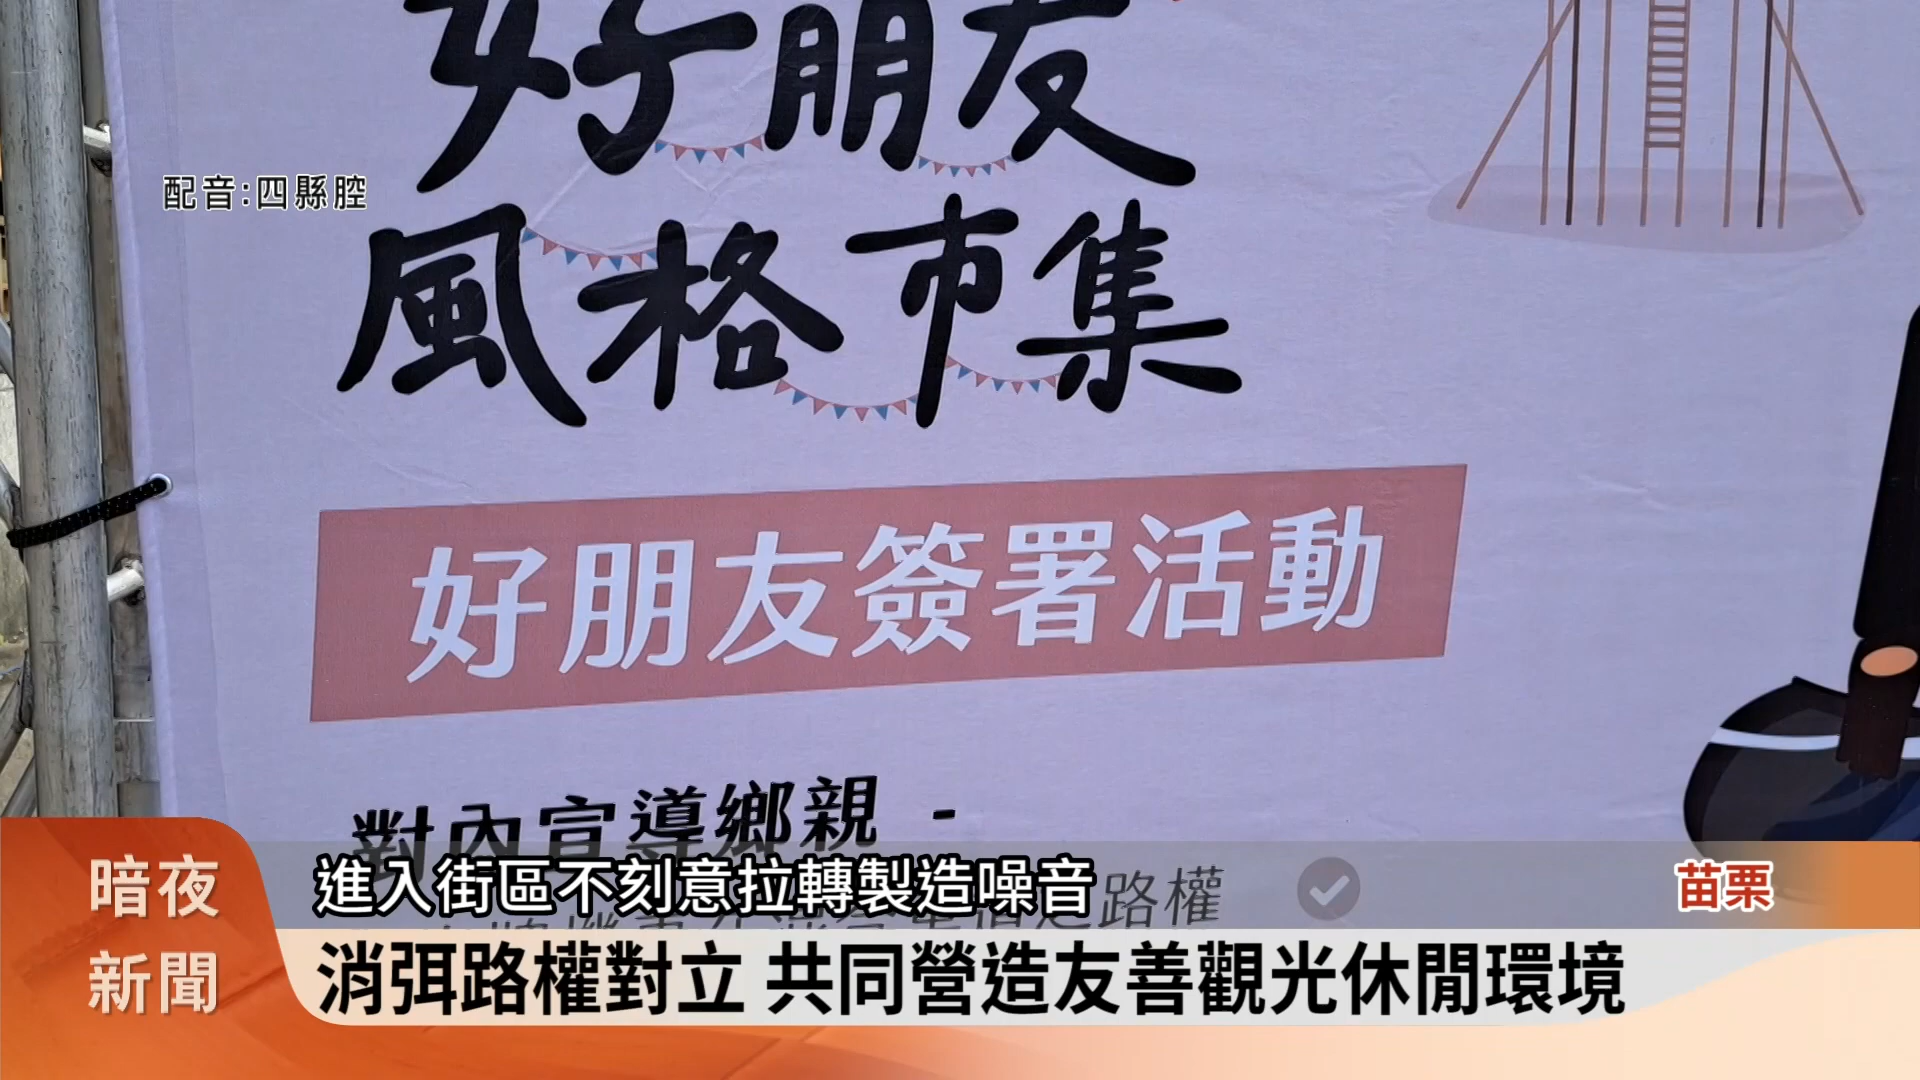 好朋友
配音:四縣腔
風格市集
好朋友簽署活動
對內宣導鄉親 -
路權
暗夜
新聞
進入街區不刻意拉轉製造噪音
苗栗
消弭路權對立 共同營造友善觀光休閒環境